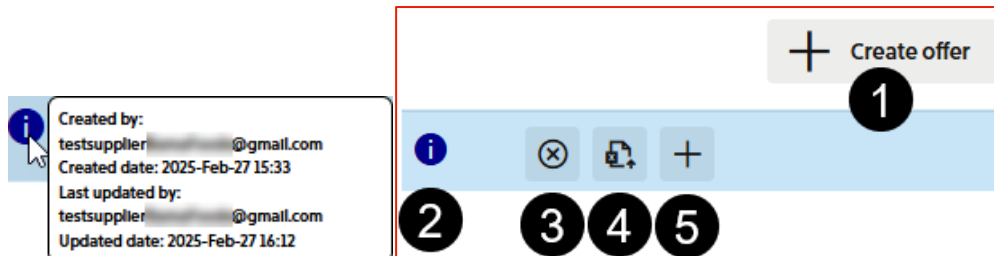 Created by:
testsupplier @gmail.com
Created date: 2025-Feb-27 15:33
Last updated by:
testsupplier @gmail.com
Updated date: 2025-Feb-27 16:12
Create offer
1
i
i
2
3
4
5